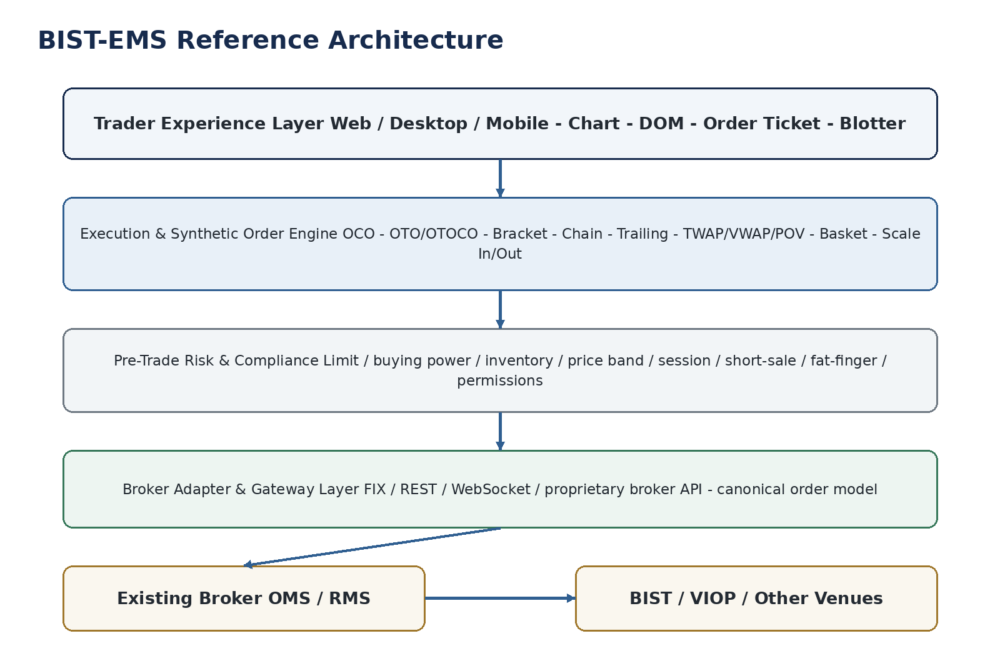 BIST-EMS Reference Architecture
Trader Experience Layer Web / Desktop / Mobile - Chart - DOM - Order Ticket - Blotter
Execution & Synthetic Order Engine OCO - OTO/OTOCO - Bracket - Chain - Trailing - TWAP/VWAP/POV - Basket - Scale
In/Out
Pre-Trade Risk & Compliance Limit / buying power / inventory / price band / session / short-sale / fat-finger /
permissions
Broker Adapter & Gateway Layer FIX / REST / WebSocket / proprietary broker API - canonical order model
Existing Broker OMS / RMS
BIST / VIOP / Other Venues